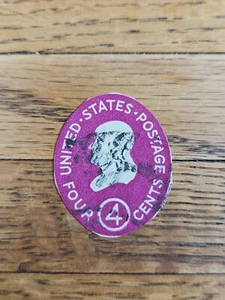 UNITED · STATES · POSTAGE
FOUR 4 CENTS